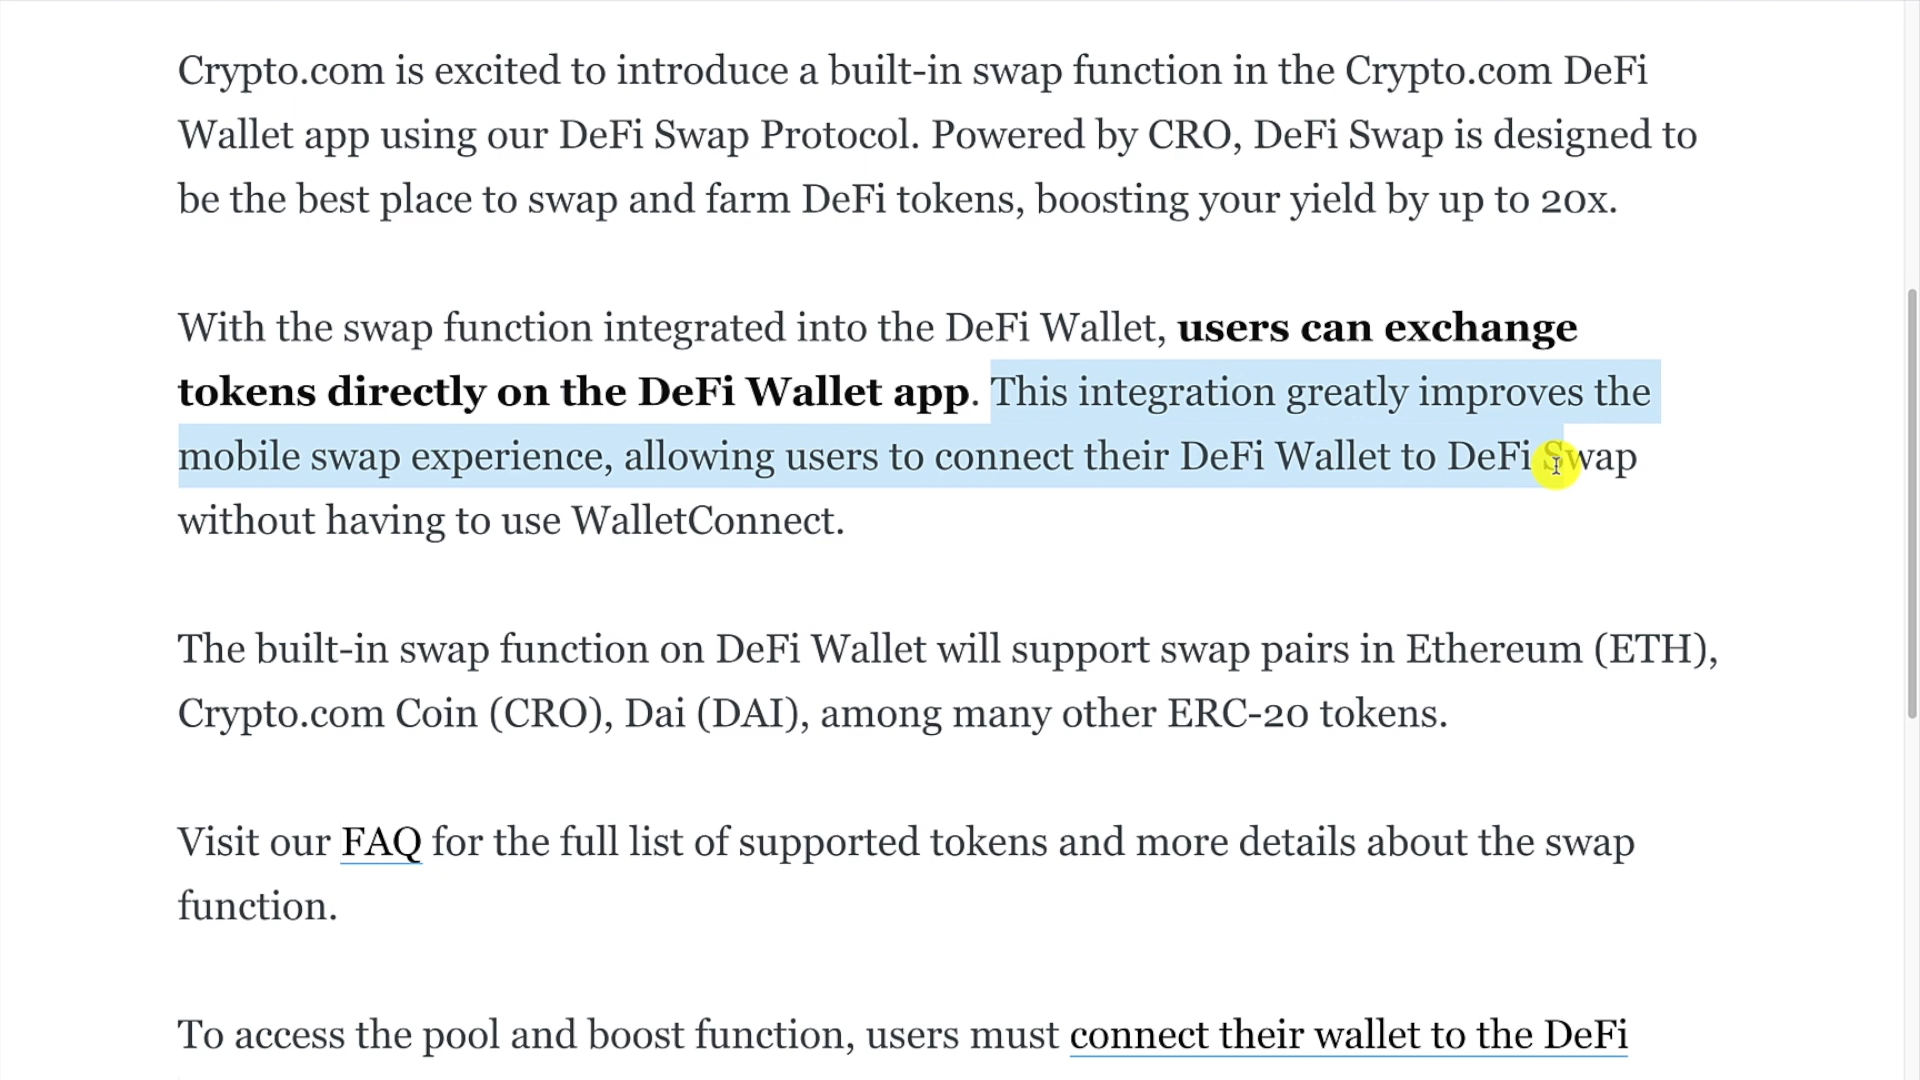 Crypto.com is excited to introduce a built-in swap function in the Crypto.com DeFi
Wallet app using our DeFi Swap Protocol. Powered by CRO, DeFi Swap is designed to
be the best place to swap and farm DeFi tokens, boosting your yield by up to 20x.
With the swap function integrated into the DeFi Wallet, users can exchange
tokens directly on the DeFi Wallet app. This integration greatly improves the
mobile swap experience, allowing users to connect their DeFi Wallet to DeFi Swap
without having to use WalletConnect.
The built-in swap function on DeFi Wallet will support swap pairs in Ethereum (ETH),
Crypto.com Coin (CRO), Dai (DAI), among many other ERC-20 tokens.
Visit our FAQ for the full list of supported tokens and more details about the swap
function.
To access the pool and boost function, users must connect their wallet to the DeFi